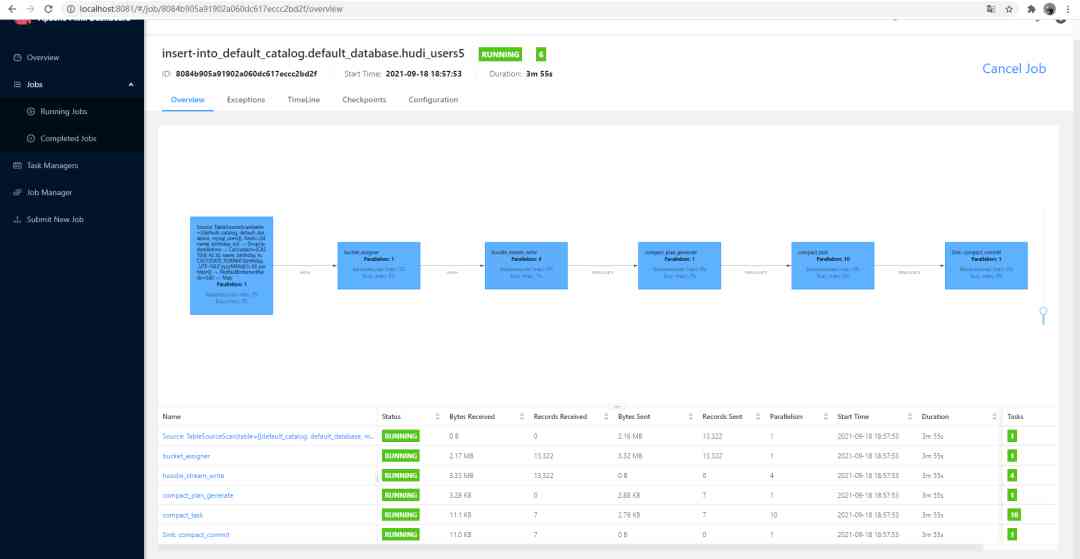 localhost:8081/#/job/8084b905a91902a060dc617eccc2bd2f/overview
Apache Flink Dashboard
Overview
Jobs
Running Jobs
Completed Jobs
Task Managers
Job Manager
Submit New Job
insert-into_default_catalog.default_database.hudi_users5 RUNNING 6
ID: 8084b905a91902a060dc617eccc2bd2f Start Time: 2021-09-18 18:57:53 Duration: 3m 55s
Cancel Job
Overview Exceptions TimeLine Checkpoints Configuration
Parallelism: 1
bucket_assigner
Parallelism: 1
hoodie_stream_write
Parallelism: 4
compact_plan_generate
Parallelism: 1
compact_task
Parallelism: 10
Sink: compact_commit
Parallelism: 1
Name Status Bytes Received Records Received Bytes Sent Records Sent Parallelism Start Time Duration Tasks
Source: TableSourceScan(table=[[default_catalog, default_database, m... RUNNING 0 B 0 2.16 MB 13,322 1 2021-09-18 18:57:53 3m 55s 1
bucket_assigner RUNNING 2.17 MB 13,322 3.32 MB 13,322 1 2021-09-18 18:57:53 3m 55s 1
hoodie_stream_write RUNNING 3.33 MB 13,322 0 B 0 4 2021-09-18 18:57:53 3m 55s 4
compact_plan_generate RUNNING 3.28 KB 0 2.88 KB 7 1 2021-09-18 18:57:53 3m 55s 1
compact_task RUNNING 11.1 KB 7 2.79 KB 7 10 2021-09-18 18:57:53 3m 55s 10
Sink: compact_commit RUNNING 11.0 KB 7 0 B 0 1 2021-09-18 18:57:53 3m 55s 1